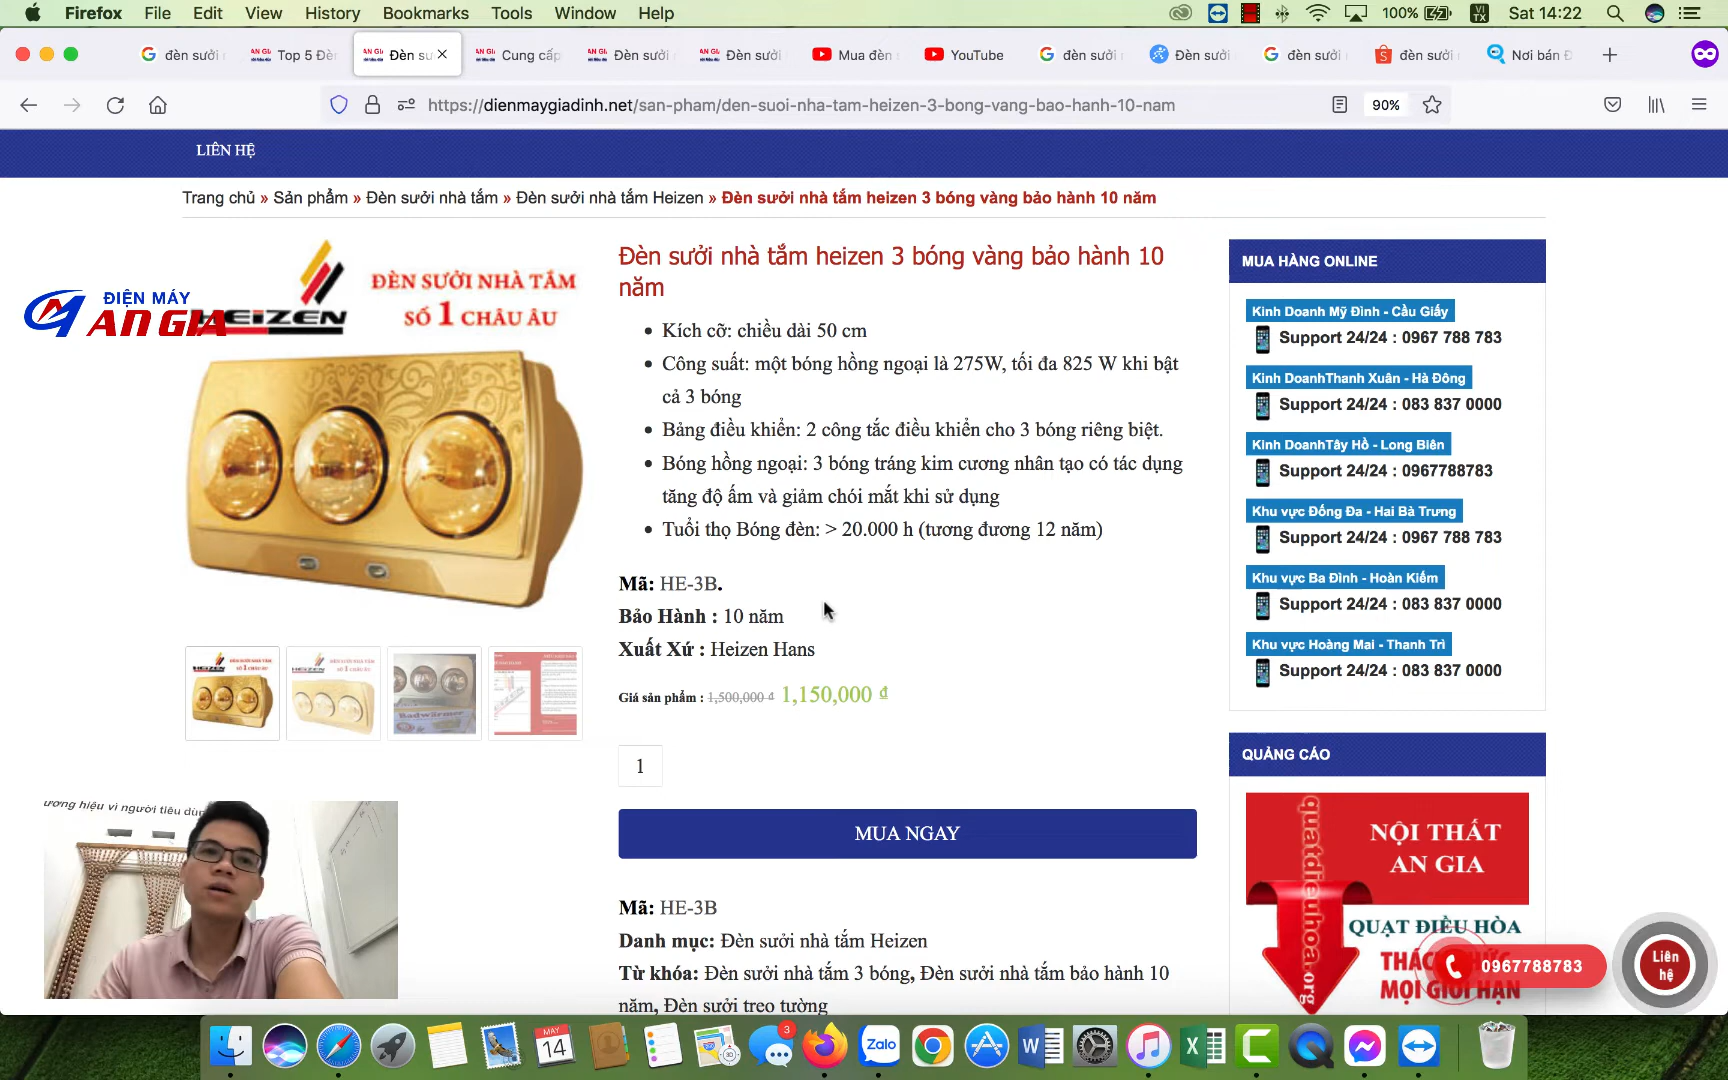 Firefox File Edit View History Bookmarks Tools Window Help
100% VI TX Sat 14:22
đèn sưởi
Top 5 Đèn
Đèn sư
Cung cấp
Đèn sưởi
Đèn sưởi
Mua đèn
YouTube
đèn sưởi
Đèn sưởi
đèn sưởi
đèn sưởi
Nơi bán Đ
https://dienmaygiadinh.net/san-pham/den-suoi-nha-tam-heizen-3-bong-vang-bao-hanh-10-nam
90%
LIÊN HỆ
Trang chủ » Sản phẩm » Đèn sưởi nhà tắm » Đèn sưởi nhà tắm Heizen » Đèn sưởi nhà tắm heizen 3 bóng vàng bảo hành 10 năm
ĐIỆN MÁY
AN GIA
HEIZEN
ĐÈN SƯỞI NHÀ TẮM
SỐ 1 CHÂU ÂU
Đèn sưởi nhà tắm heizen 3 bóng vàng bảo hành 10
năm
Kích cỡ: chiều dài 50 cm
Công suất: một bóng hồng ngoại là 275W, tối đa 825 W khi bật
cả 3 bóng
Bảng điều khiển: 2 công tắc điều khiển cho 3 bóng riêng biệt.
Bóng hồng ngoại: 3 bóng tráng kim cương nhân tạo có tác dụng
tăng độ ấm và giảm chói mắt khi sử dụng
Tuổi thọ Bóng đèn: > 20.000 h (tương đương 12 năm)
Mã: HE-3B.
Bảo Hành : 10 năm
Xuất Xứ : Heizen Hans
Giá sản phẩm : 1,500,000 ₫ 1,150,000 ₫
1
MUA NGAY
Mã: HE-3B
Danh mục: Đèn sưởi nhà tắm Heizen
Từ khóa: Đèn sưởi nhà tắm 3 bóng, Đèn sưởi nhà tắm bảo hành 10
năm, Đèn sưởi treo tường
ương hiệu vì người tiêu dùn
MUA HÀNG ONLINE
Kinh Doanh Mỹ Đình - Cầu Giấy
Support 24/24 : 0967 788 783
Kinh DoanhThanh Xuân - Hà Đông
Support 24/24 : 083 837 0000
Kinh DoanhTây Hồ - Long Biên
Support 24/24 : 0967788783
Khu vực Đống Đa - Hai Bà Trưng
Support 24/24 : 0967 788 783
Khu vực Ba Đình - Hoàn Kiếm
Support 24/24 : 083 837 0000
Khu vực Hoàng Mai - Thanh Trì
Support 24/24 : 083 837 0000
QUẢNG CÁO
quatdieuhoa.org
NỘI THẤT
AN GIA
QUẠT ĐIỀU HÒA
MỌI GIỚI HẠN
0967788783
Liên
hệ
MAY
14
3
Zalo